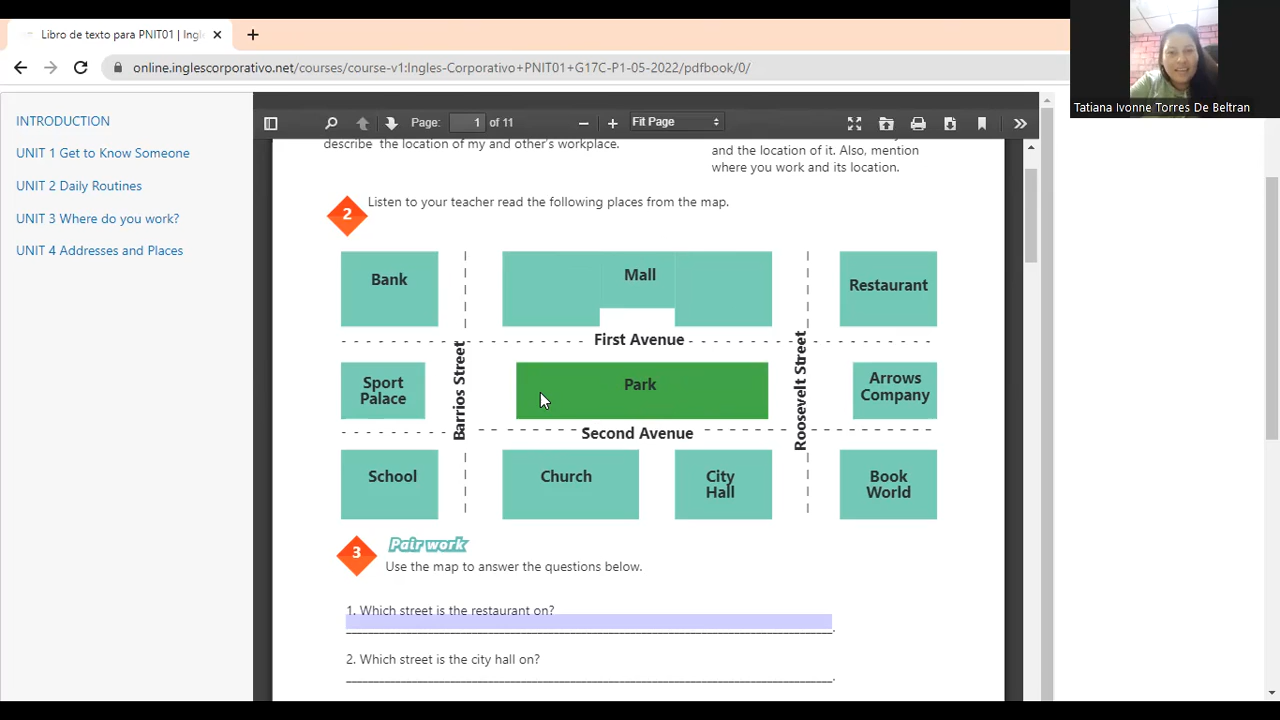 Libro de texto para PNIT01 | Ingl
online.inglescorporativo.net/courses/course-v1:Ingles-Corporativo+PNIT01+G17C-P1-05-2022/pdfbook/0/
Tatiana Ivonne Torres De Beltran
INTRODUCTION
UNIT 1 Get to Know Someone
UNIT 2 Daily Routines
UNIT 3 Where do you work?
UNIT 4 Addresses and Places
Page: 1 of 11
Fit Page
describe the location of my and other's workplace.
and the location of it. Also, mention
where you work and its location.
2
Listen to your teacher read the following places from the map.
Bank
Mall
Restaurant
First Avenue
Barrios Street
Roosevelt Street
Sport
Palace
Park
Arrows
Company
Second Avenue
School
Church
City
Hall
Book
World
3
Pair work
Use the map to answer the questions below.
1. Which street is the restaurant on?
2. Which street is the city hall on?